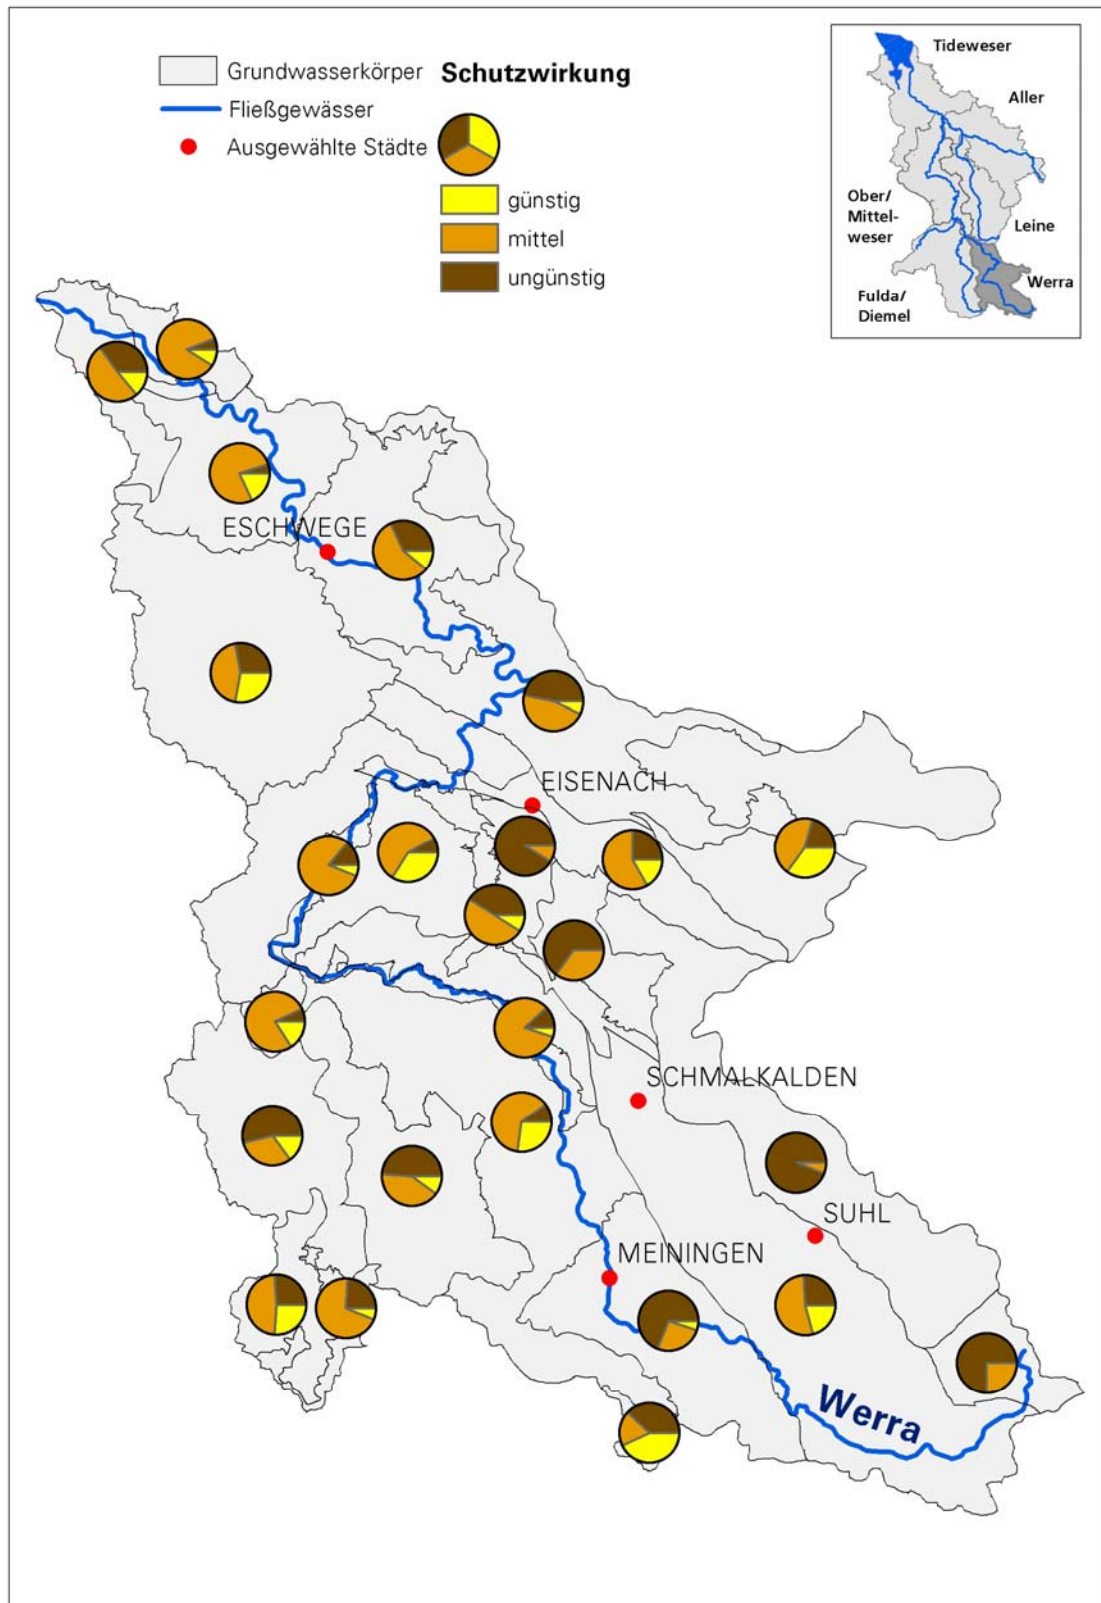 Grundwasserkörper
Fließgewässer
Ausgewählte Städte
Schutzwirkung
günstig
mittel
ungünstig
Tideweser
Aller
Ober/
Mittel-
weser
Leine
Werra
Fulda/
Diemel
ESCHWEGE
EISENACH
SCHMALKALDEN
SUHL
MEININGEN
Werra